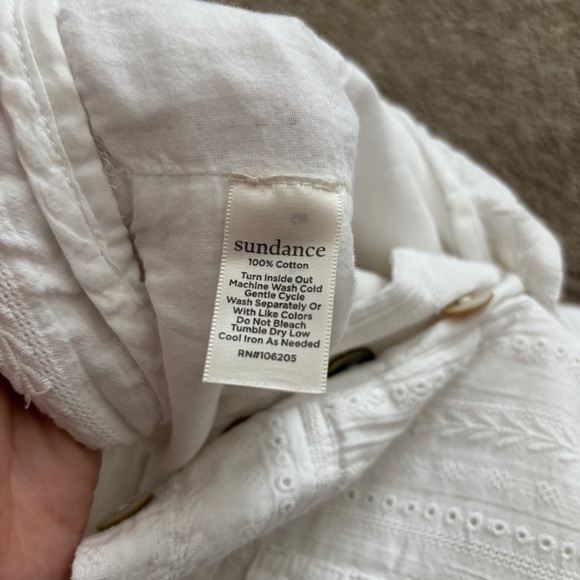 sundance
100% Cotton
Turn Inside Out
Machine Wash Cold
Gentle Cycle
Wash Separately Or
With Like Colors
Do Not Bleach
Tumble Dry Low
Cool Iron As Needed
RN#106205